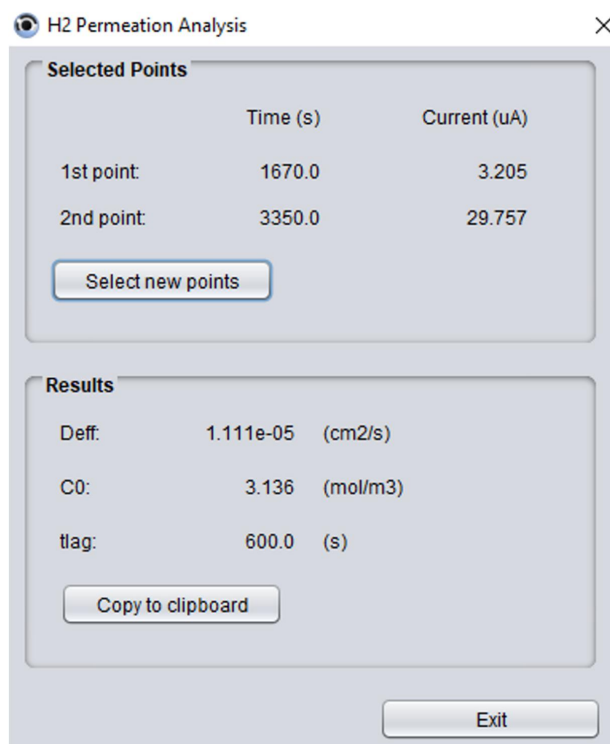 H2 Permeation Analysis
Selected Points
Time (s) Current (uA)
1st point: 1670.0 3.205
2nd point: 3350.0 29.757
Select new points
Results
Deff: 1.111e-05 (cm2/s)
C0: 3.136 (mol/m3)
tlag: 600.0 (s)
Copy to clipboard
Exit